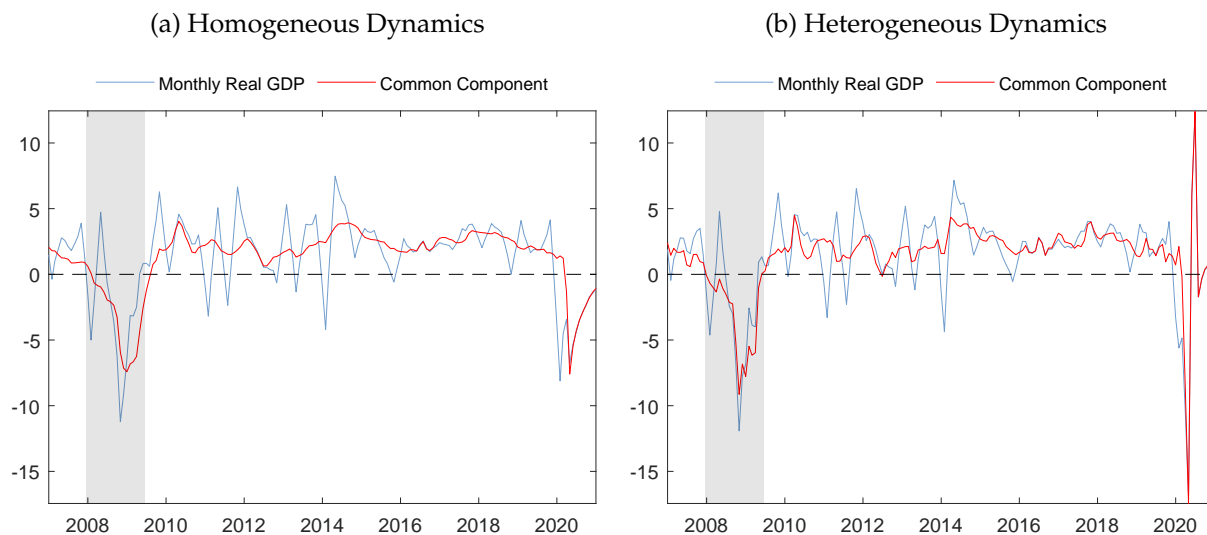 (a) Homogeneous Dynamics
Monthly Real GDP Common Component
10
5
0
-5
-10
-15
2008 2010 2012 2014 2016 2018 2020
(b) Heterogeneous Dynamics
Monthly Real GDP Common Component
10
5
0
-5
-10
-15
2008 2010 2012 2014 2016 2018 2020